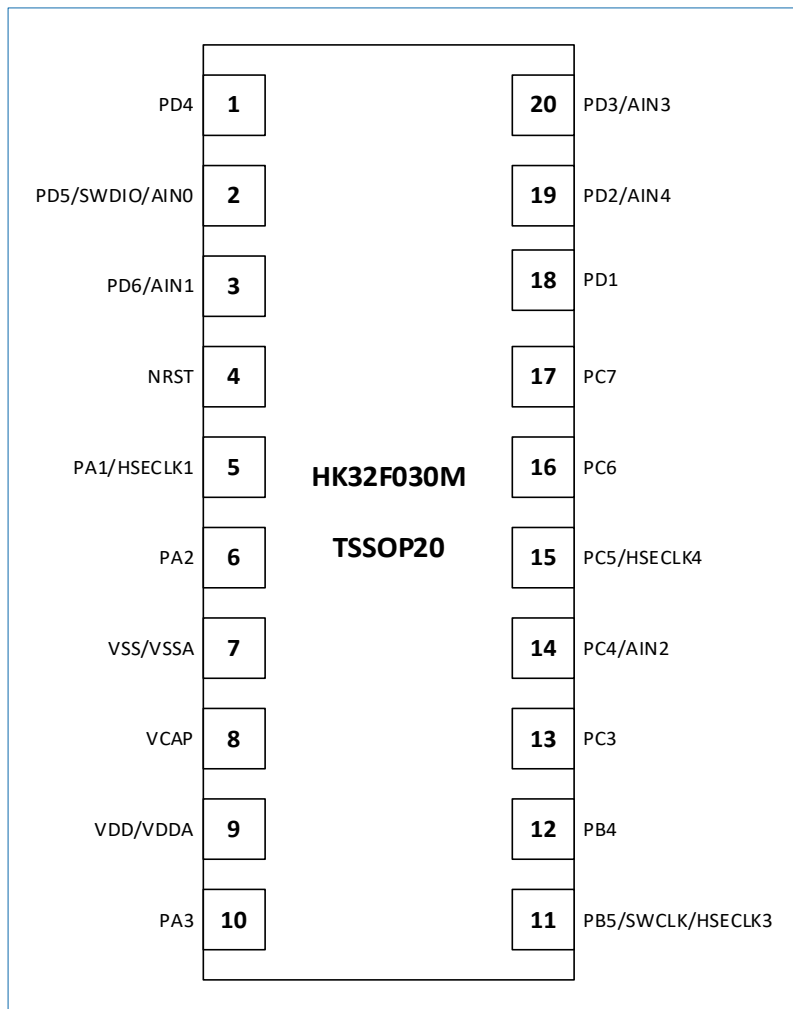 PD4 1 20 PD3/AIN3
PD5/SWDIO/AIN0 2 19 PD2/AIN4
PD6/AIN1 3 18 PD1
NRST 4 17 PC7
PA1/HSECLK1 5 16 PC6
HK32F030M
PA2 6 15 PC5/HSECLK4
TSSOP20
VSS/VSSA 7 14 PC4/AIN2
VCAP 8 13 PC3
VDD/VDDA 9 12 PB4
PA3 10 11 PB5/SWCLK/HSECLK3